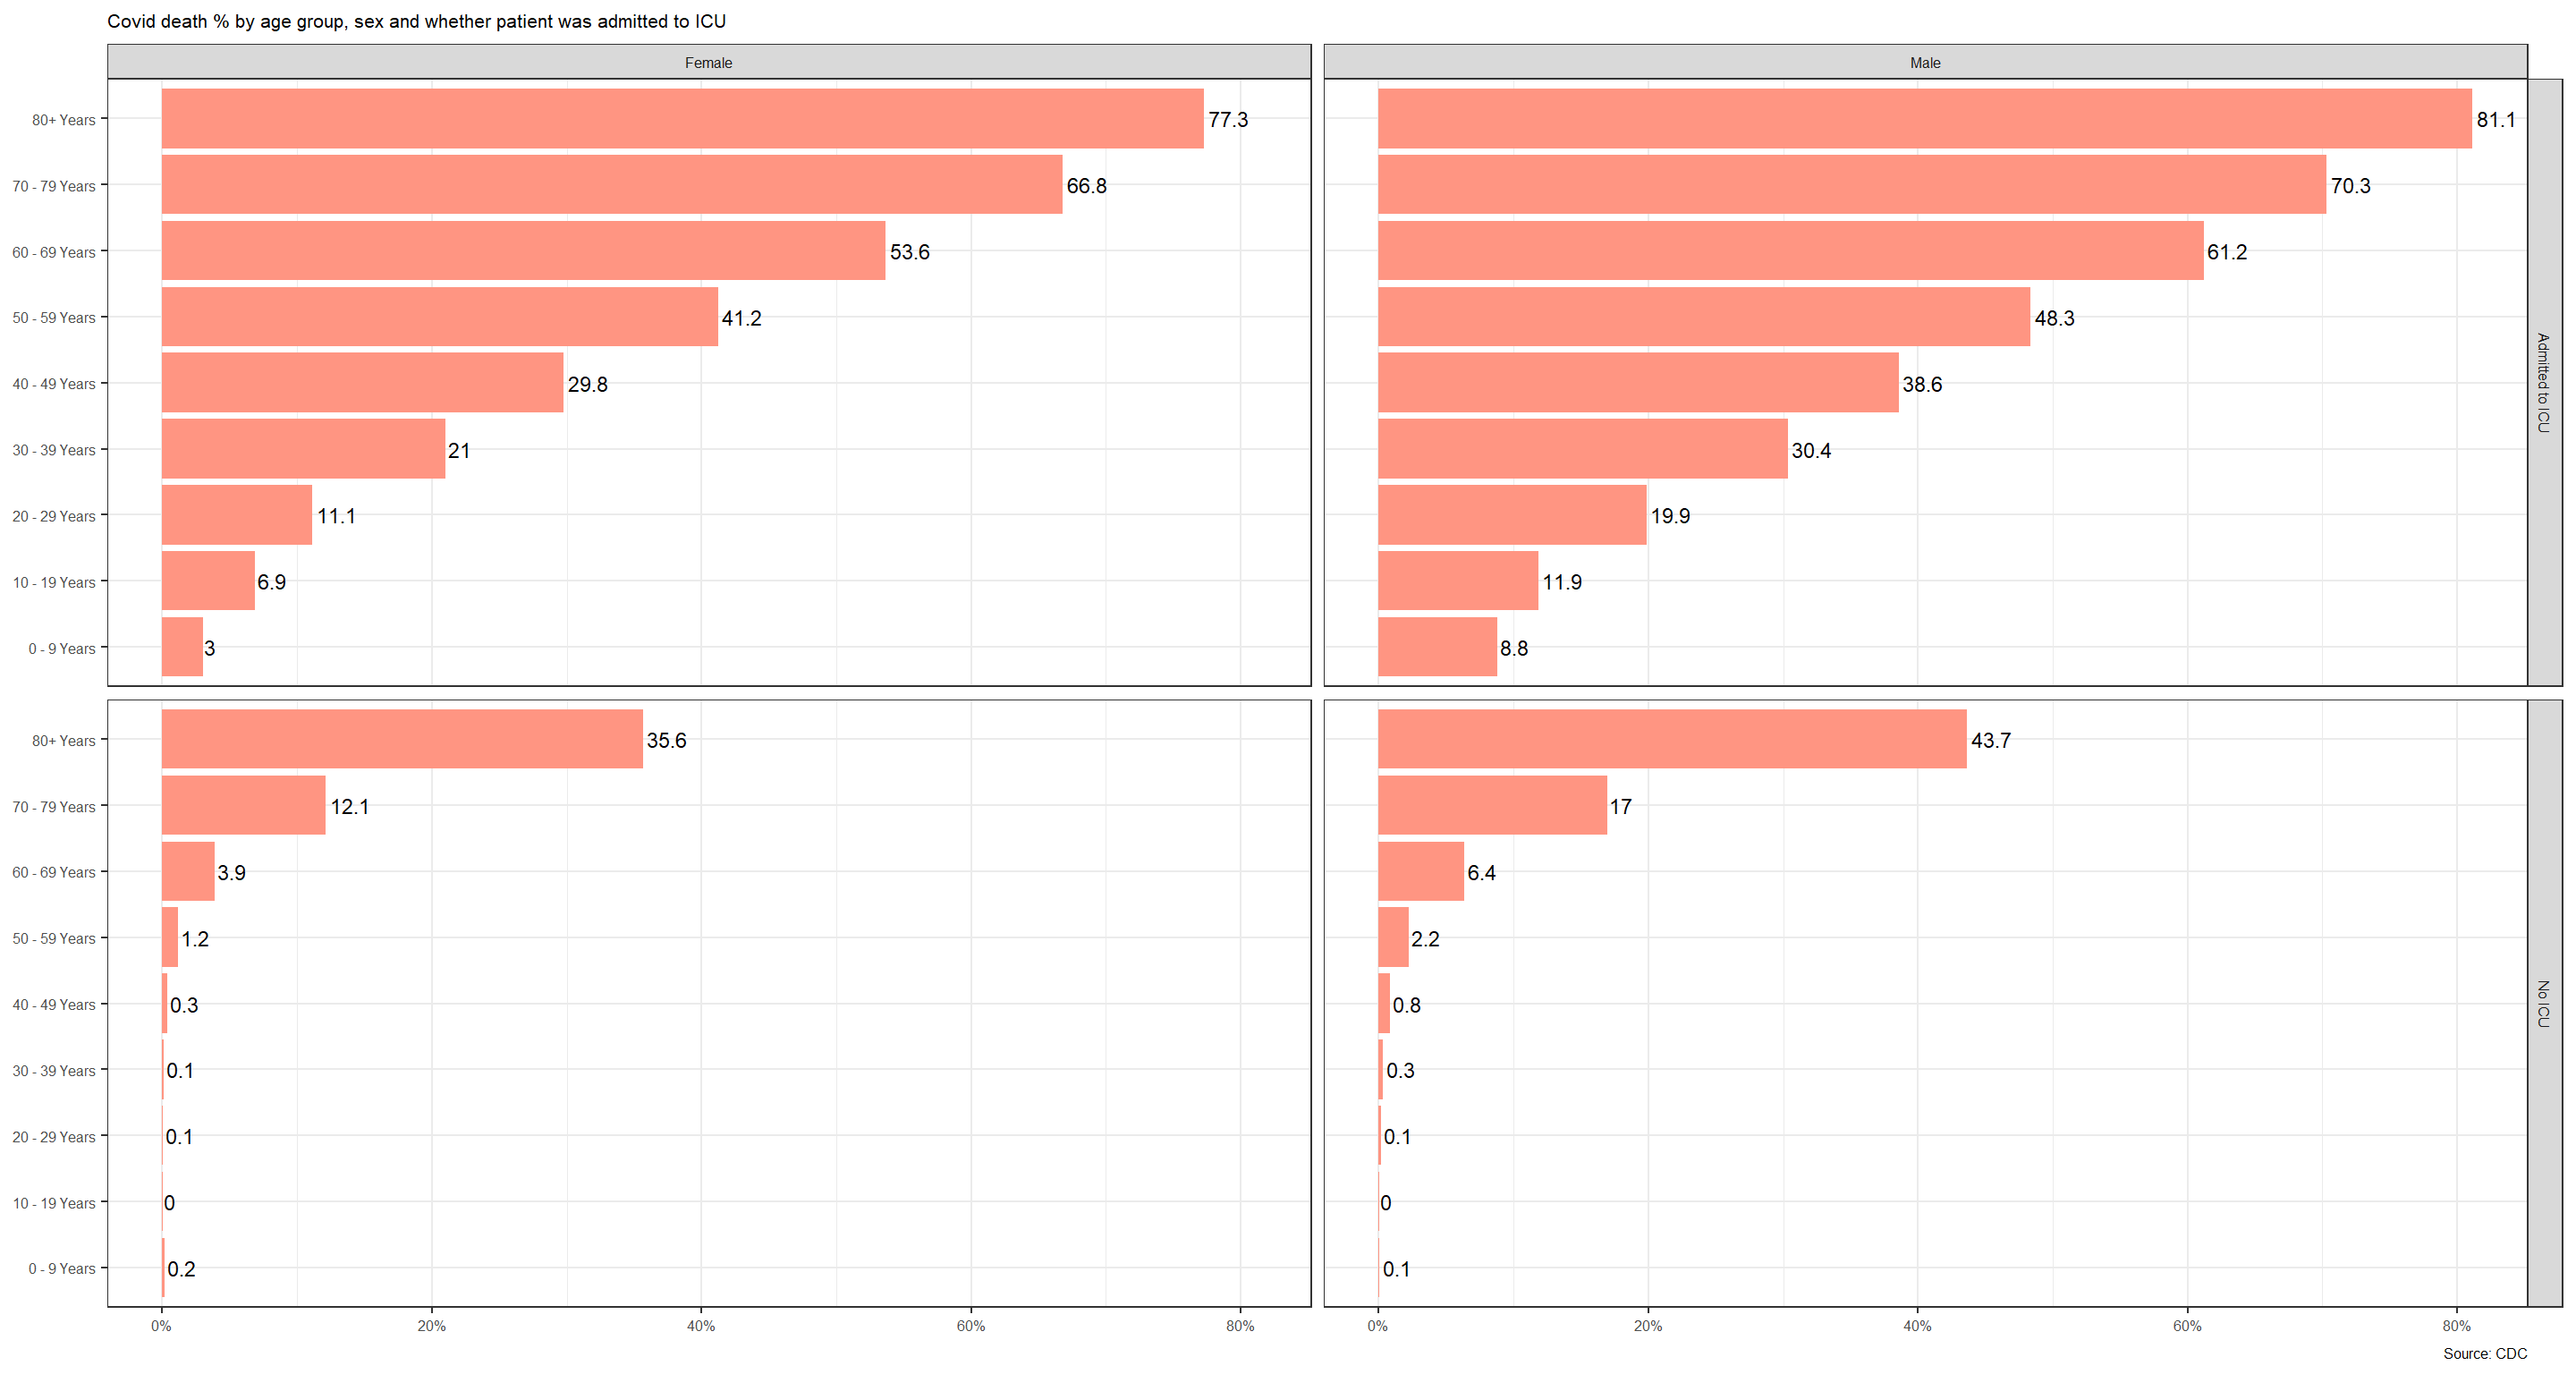 Covid death % by age group, sex and whether patient was admitted to ICU
Female
Male
80+ Years
77.3
81.1
70 - 79 Years
66.8
70.3
60 - 69 Years
53.6
61.2
50 - 59 Years
41.2
48.3
40 - 49 Years
29.8
38.6
30 - 39 Years
21
30.4
20 - 29 Years
11.1
19.9
10 - 19 Years
6.9
11.9
0 - 9 Years
3
8.8
Admitted to ICU
80+ Years
35.6
43.7
70 - 79 Years
12.1
17
60 - 69 Years
3.9
6.4
50 - 59 Years
1.2
2.2
40 - 49 Years
0.3
0.8
30 - 39 Years
0.1
0.3
20 - 29 Years
0.1
0.1
10 - 19 Years
0
0
0 - 9 Years
0.2
0.1
No ICU
0%
20%
40%
60%
80%
0%
20%
40%
60%
80%
Source: CDC